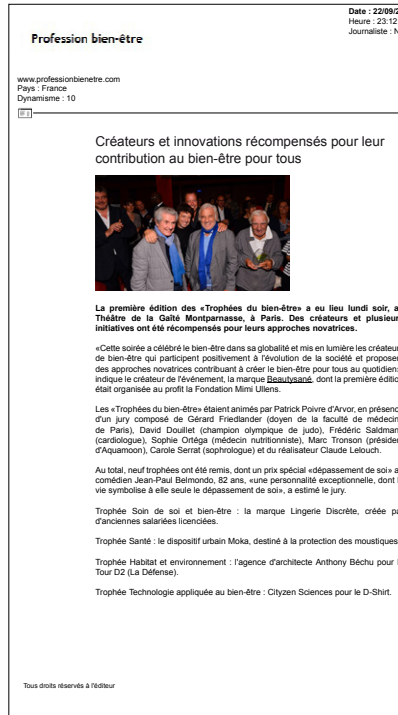 Date : 22/09/2
Heure : 23:12
Journaliste : N
Profession bien-être
www.professionbienetre.com
Pays : France
Dynamisme : 10
Créateurs et innovations récompensés pour leur
contribution au bien-être pour tous
La première édition des «Trophées du bien-être» a eu lieu lundi soir, a
Théâtre de la Gaîté Montparnasse, à Paris. Des créateurs et plusieur
initiatives ont été récompensés pour leurs approches novatrices.
«Cette soirée a célébré le bien-être dans sa globalité et mis en lumière les créateur
de bien-être qui participent positivement à l'évolution de la société et proposen
des approches novatrices contribuant à créer le bien-être pour tous au quotidien»
indique le créateur de l'événement, la marque Beautysané, dont la première éditio
était organisée au profit la Fondation Mimi Ullens.
Les «Trophées du bien-être» étaient animés par Patrick Poivre d'Arvor, en présenc
d'un jury composé de Gérard Friedlander (doyen de la faculté de médecin
de Paris), David Douillet (champion olympique de judo), Frédéric Saldman
(cardiologue), Sophie Ortéga (médecin nutritionniste), Marc Tronson (présiden
d'Aquamoon), Carole Serrat (sophrologue) et du réalisateur Claude Lelouch.
Au total, neuf trophées ont été remis, dont un prix spécial «dépassement de soi» a
comédien Jean-Paul Belmondo, 82 ans, «une personnalité exceptionnelle, dont l
vie symbolise à elle seule le dépassement de soi», a estimé le jury.
Trophée Soin de soi et bien-être : la marque Lingerie Discrète, créée pa
d'anciennes salariées licenciées.
Trophée Santé : le dispositif urbain Moka, destiné à la protection des moustiques.
Trophée Habitat et environnement : l'agence d'architecte Anthony Béchu pour l
Tour D2 (La Défense).
Trophée Technologie appliquée au bien-être : Cityzen Sciences pour le D-Shirt.
Tous droits réservés à l'éditeur